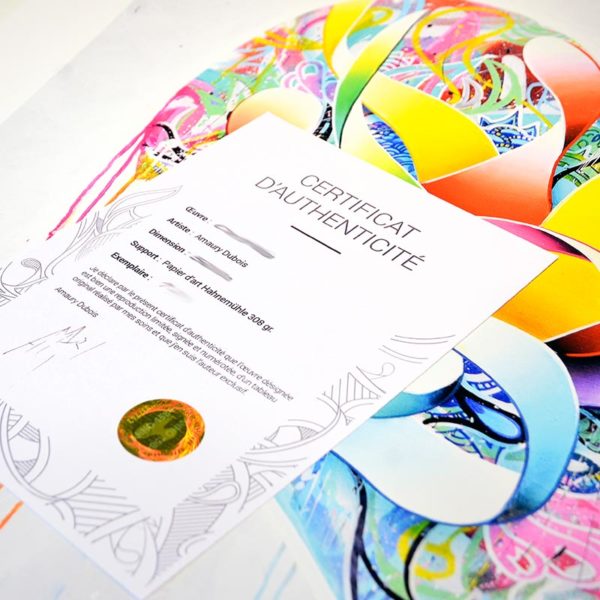 CERTIFICAT
D'AUTHENTICITÉ
Œuvre :
Artiste : Amaury Dubois
Dimension :
Support : Papier d'art Hahnemühle 308 gr.
Exemplaire :
Je déclare par le présent certificat d'authenticité que l'œuvre désignée
est bien une reproduction limitée, signée et numérotée, d'un tableau
original réalisé par mes soins et que j'en suis l'auteur exclusif.
Amaury Dubois